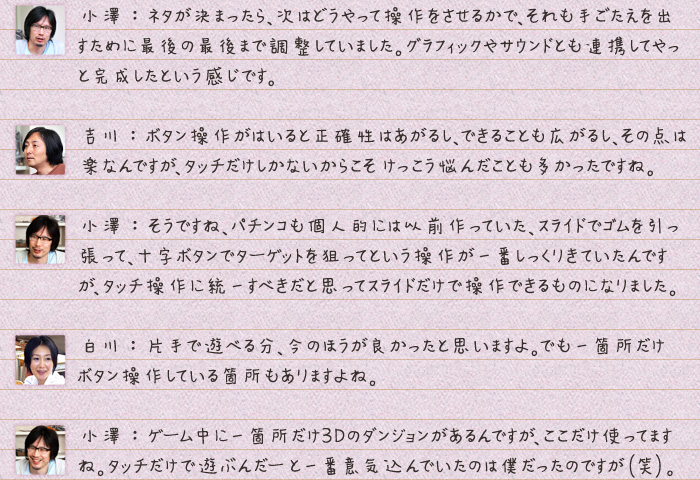 小澤：ネタが決まったら、次はどうやって操作をさせるかで、それも手ごたえを出
すために最後の最後まで調整していました。グラフィックやサウンドとも連携してやっ
と完成したという感じです。
吉川：ボタン操作がはいると正確性はあがるし、できることも広がるし、その点は
楽なんですが、タッチだけしかないからこそけっこう悩んだことも多かったですね。
小澤：そうですね、パチンコも個人的には以前作っていた、スライドでゴムを引っ
張って、十字ボタンでターゲットを狙ってという操作が一番しっくりきていたんです
が、タッチ操作に統一すべきだと思ってスライドだけで操作できるものになりました。
白川：片手で遊べる分、今のほうが良かったと思いますよ。でも一箇所だけ
ボタン操作している箇所もありますよね。
小澤：ゲーム中に一箇所だけ3Dのダンジョンがあるんですが、ここだけ使ってます
ね。タッチだけで遊ぶんだーと一番意気込んでいたのは僕だったのですが(笑)。